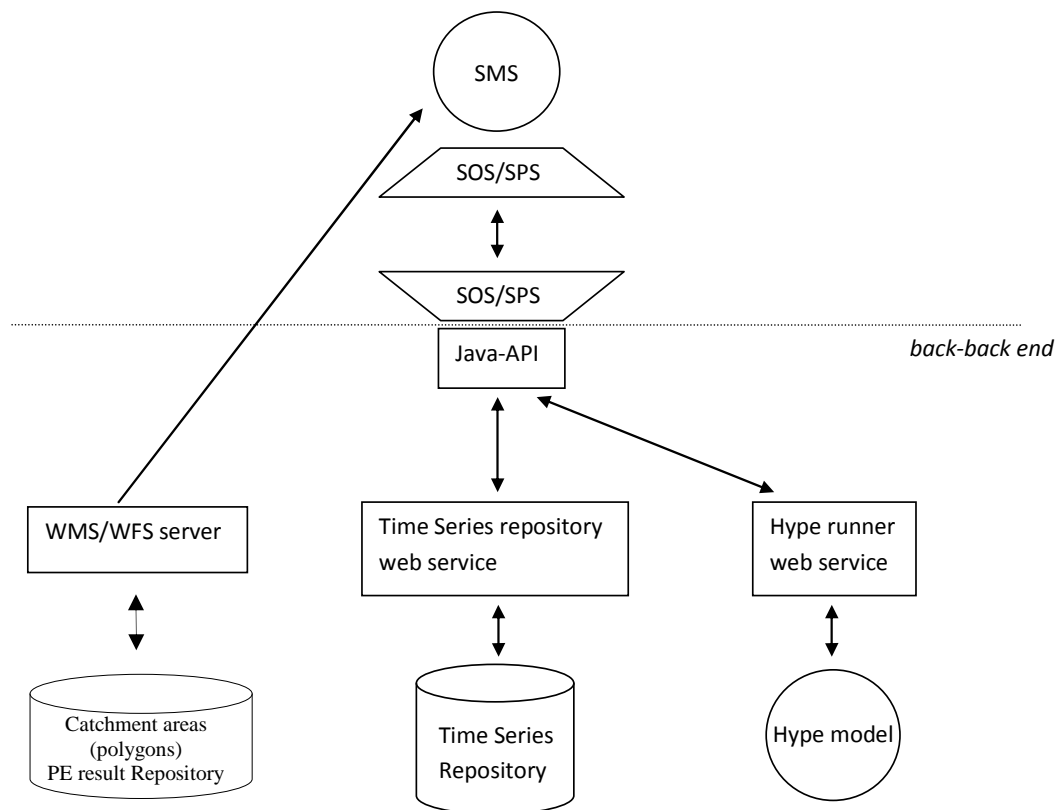 SMS
SOS/SPS
SOS/SPS
back-back end
Java-API
WMS/WFS server
Time Series repository
web service
Hype runner
web service
Catchment areas
(polygons)
PE result Repository
Time Series
Repository
Hype model